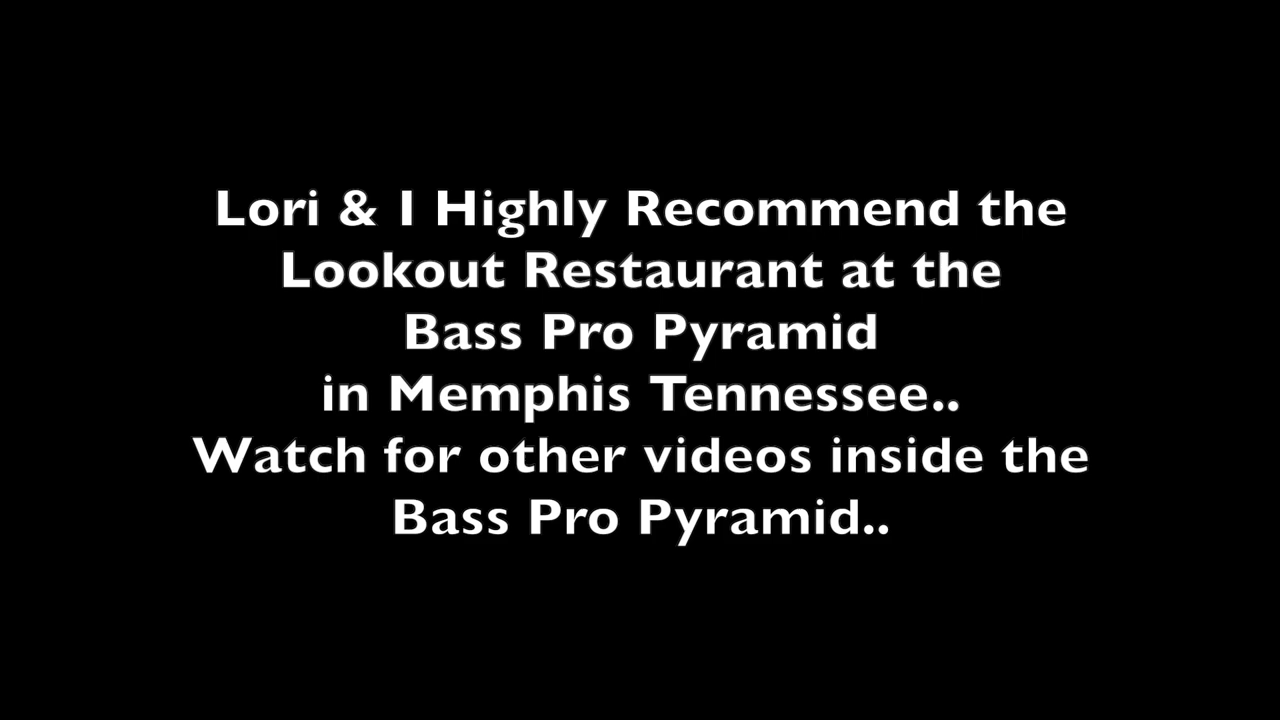 Lori & I Highly Recommend the
Lookout Restaurant at the
Bass Pro Pyramid
in Memphis Tennessee..
Watch for other videos inside the
Bass Pro Pyramid..